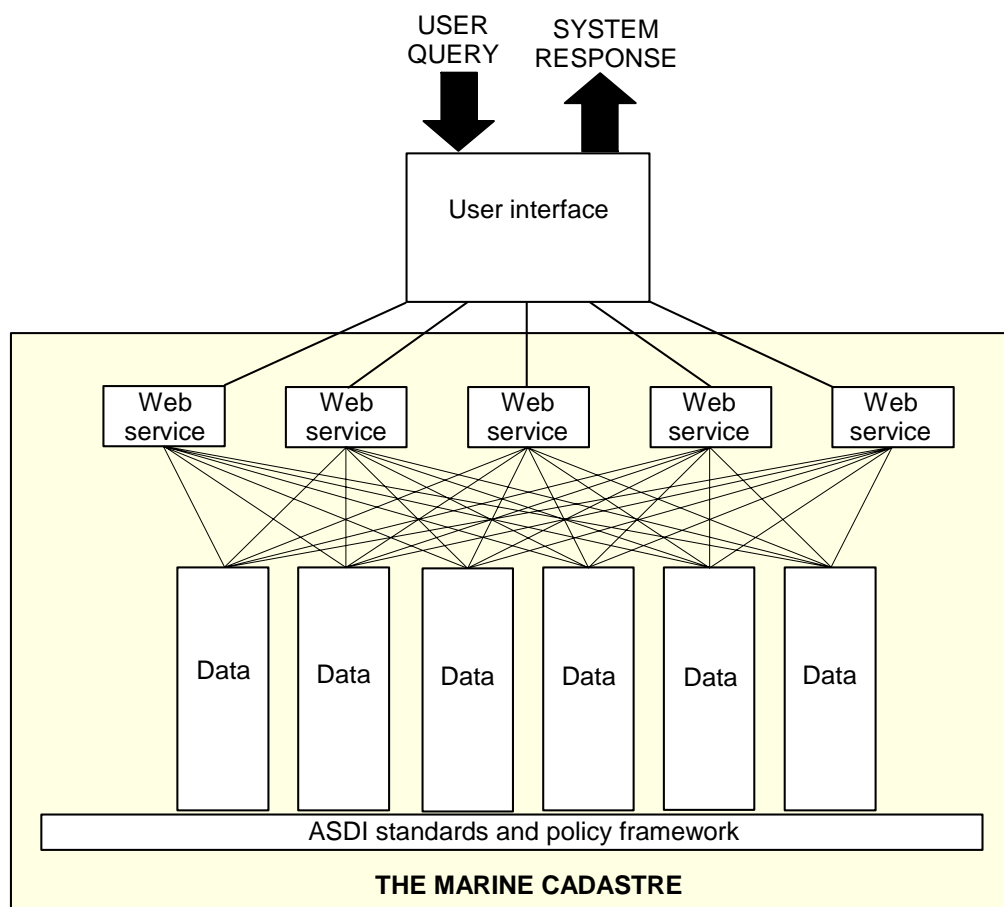 USER
QUERY
SYSTEM
RESPONSE
User interface
Web
service
Web
service
Web
service
Web
service
Web
service
Data
Data
Data
Data
Data
Data
ASDI standards and policy framework
THE MARINE CADASTRE